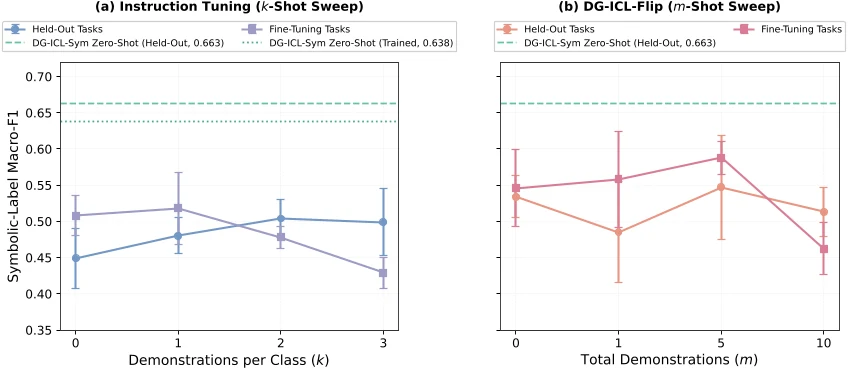 (a) Instruction Tuning (k-Shot Sweep)
Held-Out Tasks
Fine-Tuning Tasks
DG-ICL-Sym Zero-Shot (Held-Out, 0.663)
DG-ICL-Sym Zero-Shot (Trained, 0.638)
Symbolic-Label Macro-F1
0.70
0.65
0.60
0.55
0.50
0.45
0.40
0.35
0
1
2
3
Demonstrations per Class (k)
(b) DG-ICL-Flip (m-Shot Sweep)
Held-Out Tasks
Fine-Tuning Tasks
DG-ICL-Sym Zero-Shot (Held-Out, 0.663)
0
1
5
10
Total Demonstrations (m)